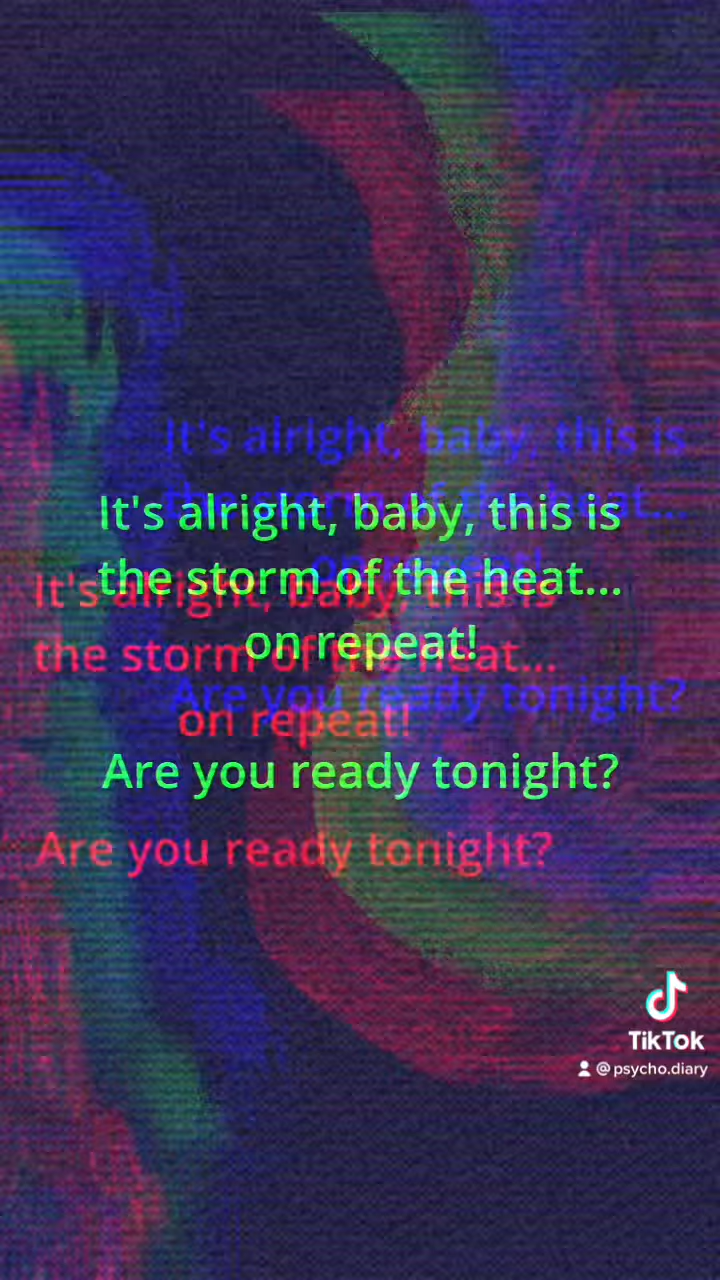 It's alright, baby, this is
the storm of the heat...
on repeat!
Are you ready tonight?
TikTok
@psycho.diary